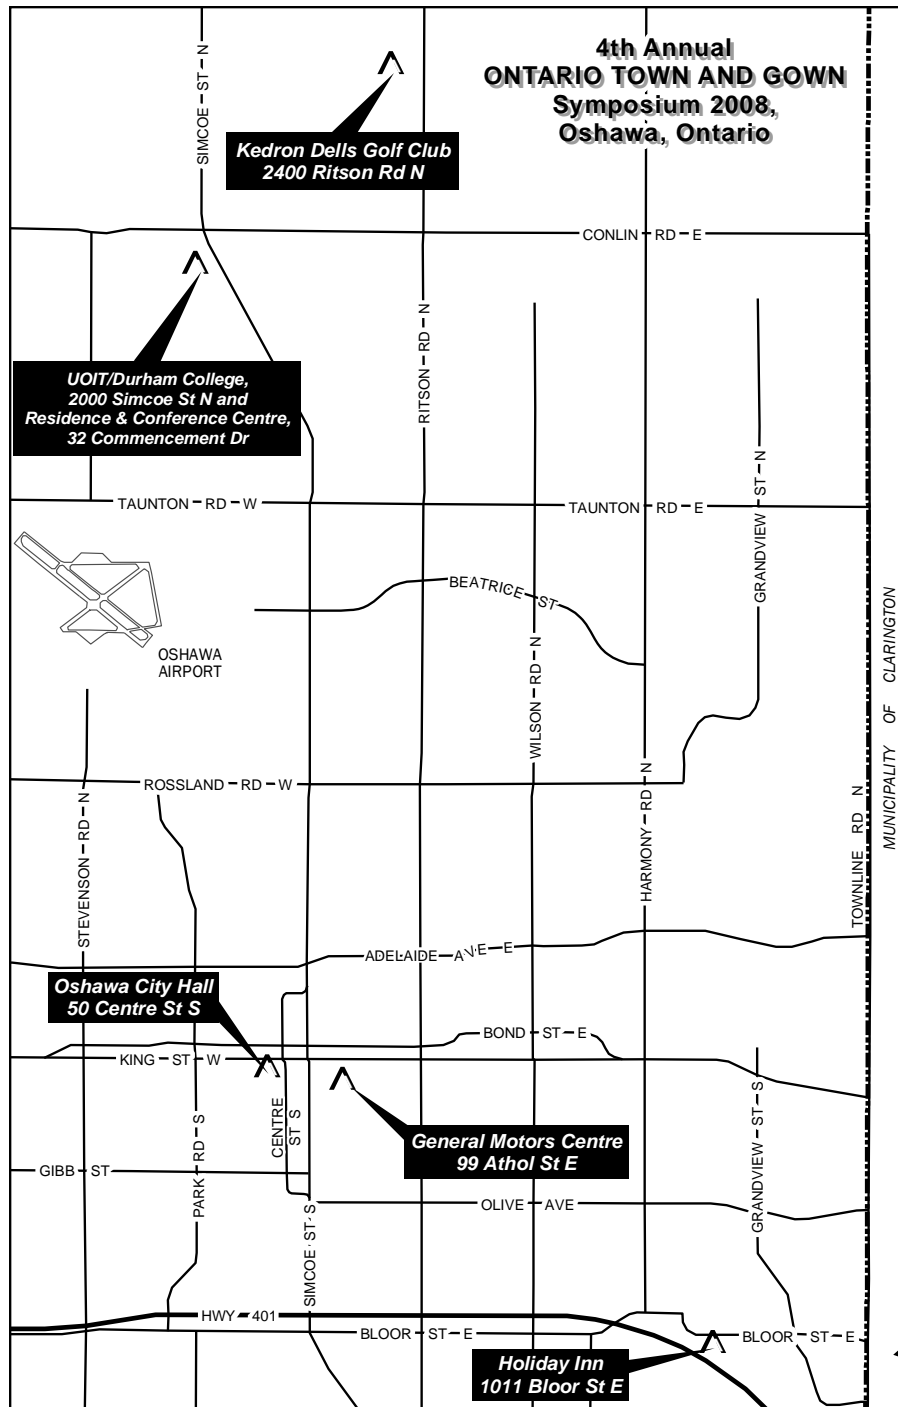 4th Annual
ONTARIO TOWN AND GOWN
Symposium 2008,
Oshawa, Ontario
SIMCOE ST N
Kedron Dells Golf Club
2400 Ritson Rd N
CONLIN RD E
RITSON RD N
UOIT/Durham College,
2000 Simcoe St N and
Residence & Conference Centre,
32 Commencement Dr
TAUNTON RD W
TAUNTON RD E
GRANDVIEW ST N
BEATRICE ST
OSHAWA
AIRPORT
WILSON RD N
MUNICIPALITY OF CLARINGTON
ROSSLAND RD W
HARMONY RD N
STEVENSON RD N
TOWNLINE RD N
ADELAIDE AVE E
Oshawa City Hall
50 Centre St S
BOND ST E
KING ST W
CENTRE
ST S
General Motors Centre
99 Athol St E
GRANDVIEW ST S
GIBB ST
PARK RD S
OLIVE AVE
SIMCOE ST S
HWY 401
BLOOR ST E
BLOOR ST E
Holiday Inn
1011 Bloor St E